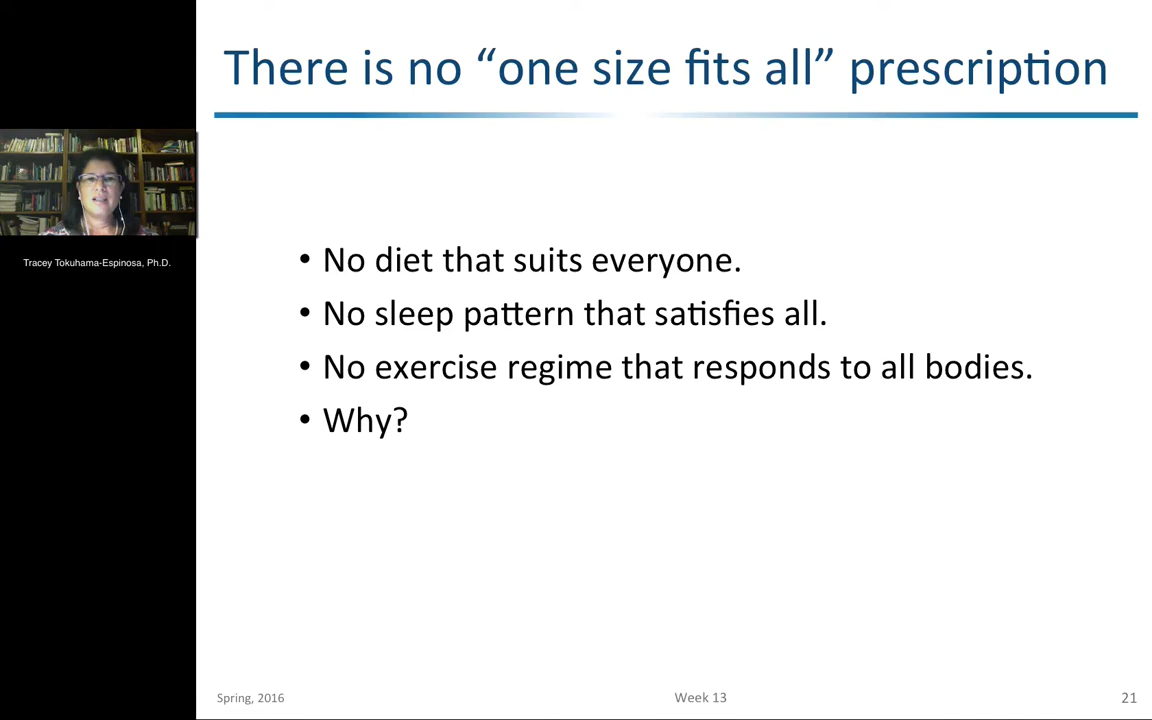 There is no “one size fits all” prescription
Tracey Tokuhama-Espinosa, Ph.D.
• No diet that suits everyone.
• No sleep pattern that satisfies all.
• No exercise regime that responds to all bodies.
• Why?
Spring, 2016
Week 13
21